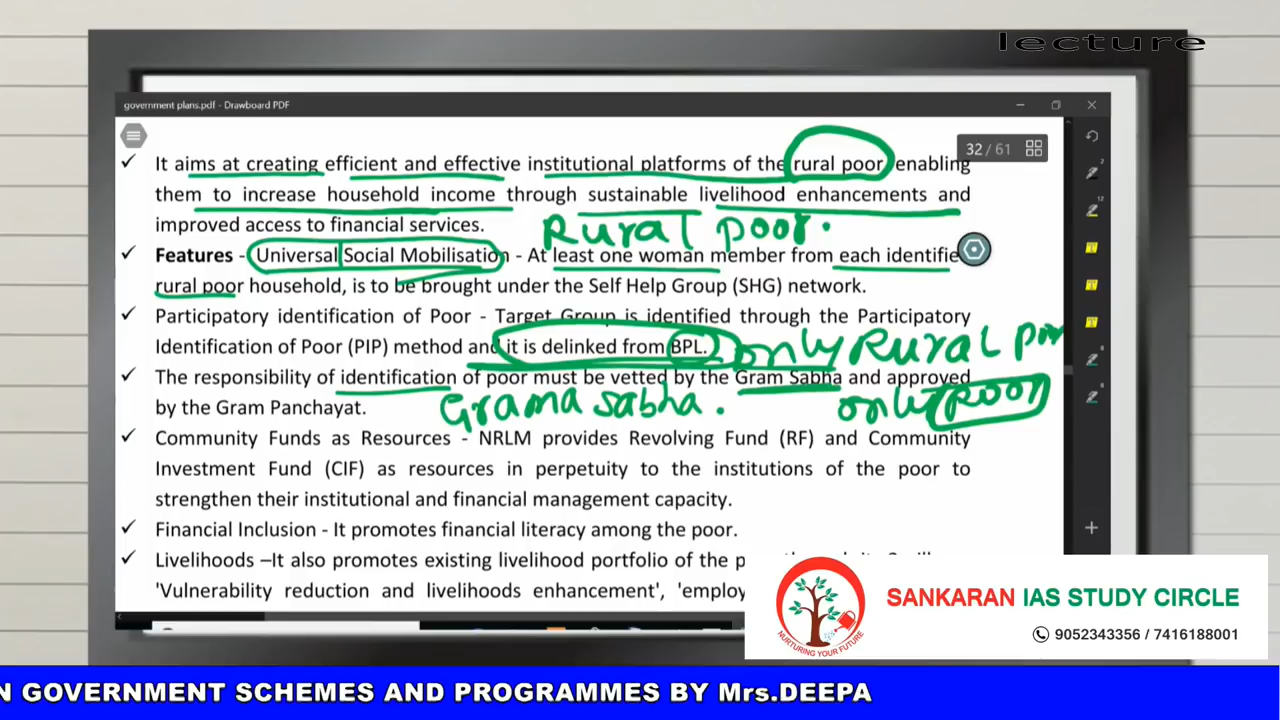 lecture
government plans.pdf - Drawboard PDF
32 / 61
✓ It aims at creating efficient and effective institutional platforms of the rural poor enabling
them to increase household income through sustainable livelihood enhancements and
improved access to financial services.
Rural poor.
✓ Features - Universal Social Mobilisation - At least one woman member from each identifie
rural poor household, is to be brought under the Self Help Group (SHG) network.
✓ Participatory identification of Poor - Target Group is identified through the Participatory
Identification of Poor (PIP) method and it is delinked from BPL.
only Rural poor
✓ The responsibility of identification of poor must be vetted by the Gram Sabha and approved
by the Gram Panchayat.
Grama sabha.
only poor
✓ Community Funds as Resources - NRLM provides Revolving Fund (RF) and Community
Investment Fund (CIF) as resources in perpetuity to the institutions of the poor to
strengthen their institutional and financial management capacity.
✓ Financial Inclusion - It promotes financial literacy among the poor.
✓ Livelihoods –It also promotes existing livelihood portfolio of the
'Vulnerability reduction and livelihoods enhancement', 'employ
NURTURING YOUR FUTURE
SANKARAN IAS STUDY CIRCLE
9052343356 / 7416188001
N GOVERNMENT SCHEMES AND PROGRAMMES BY Mrs.DEEPA